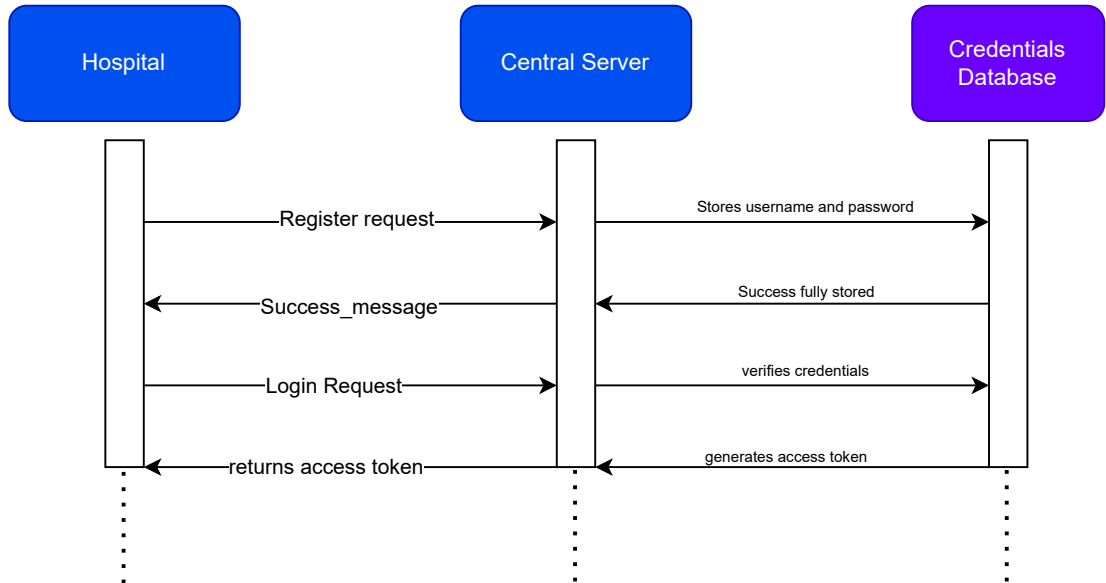 Hospital
Central Server
Credentials
Database
Register request
Stores username and password
Success_message
Success fully stored
Login Request
verifies credentials
returns access token
generates access token